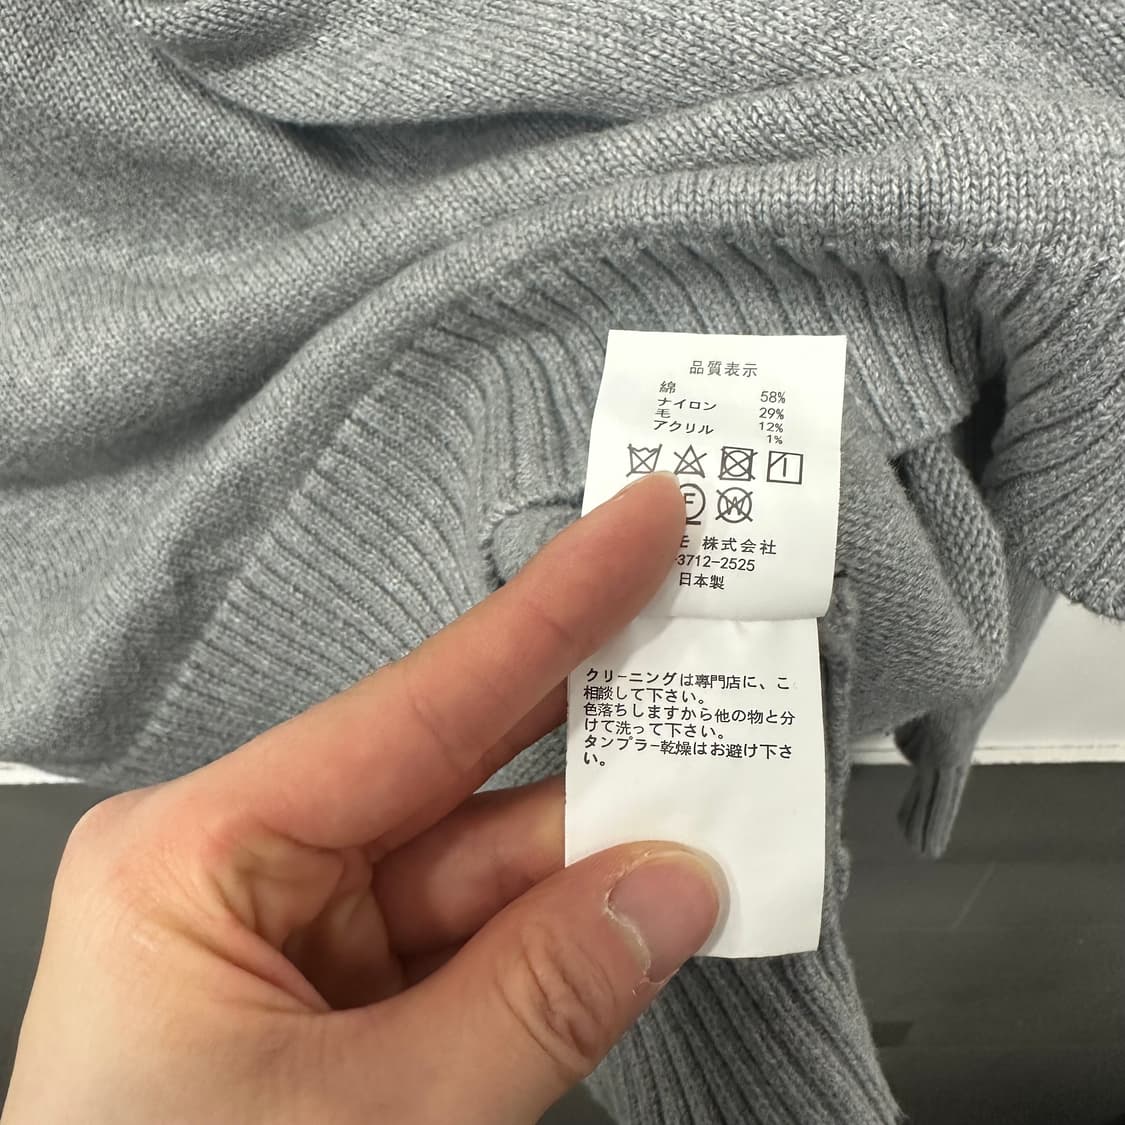 品質表示
綿 58%
ナイロン 29%
毛 12%
アクリル 1%
F W
モ 株式会社
-3712-2525
日本製
クリーニングは専門店に、こ
相談して下さい。
色落ちしますから他の物と分
けて洗って下さい。
タンブラー乾燥はお避け下さ
い。